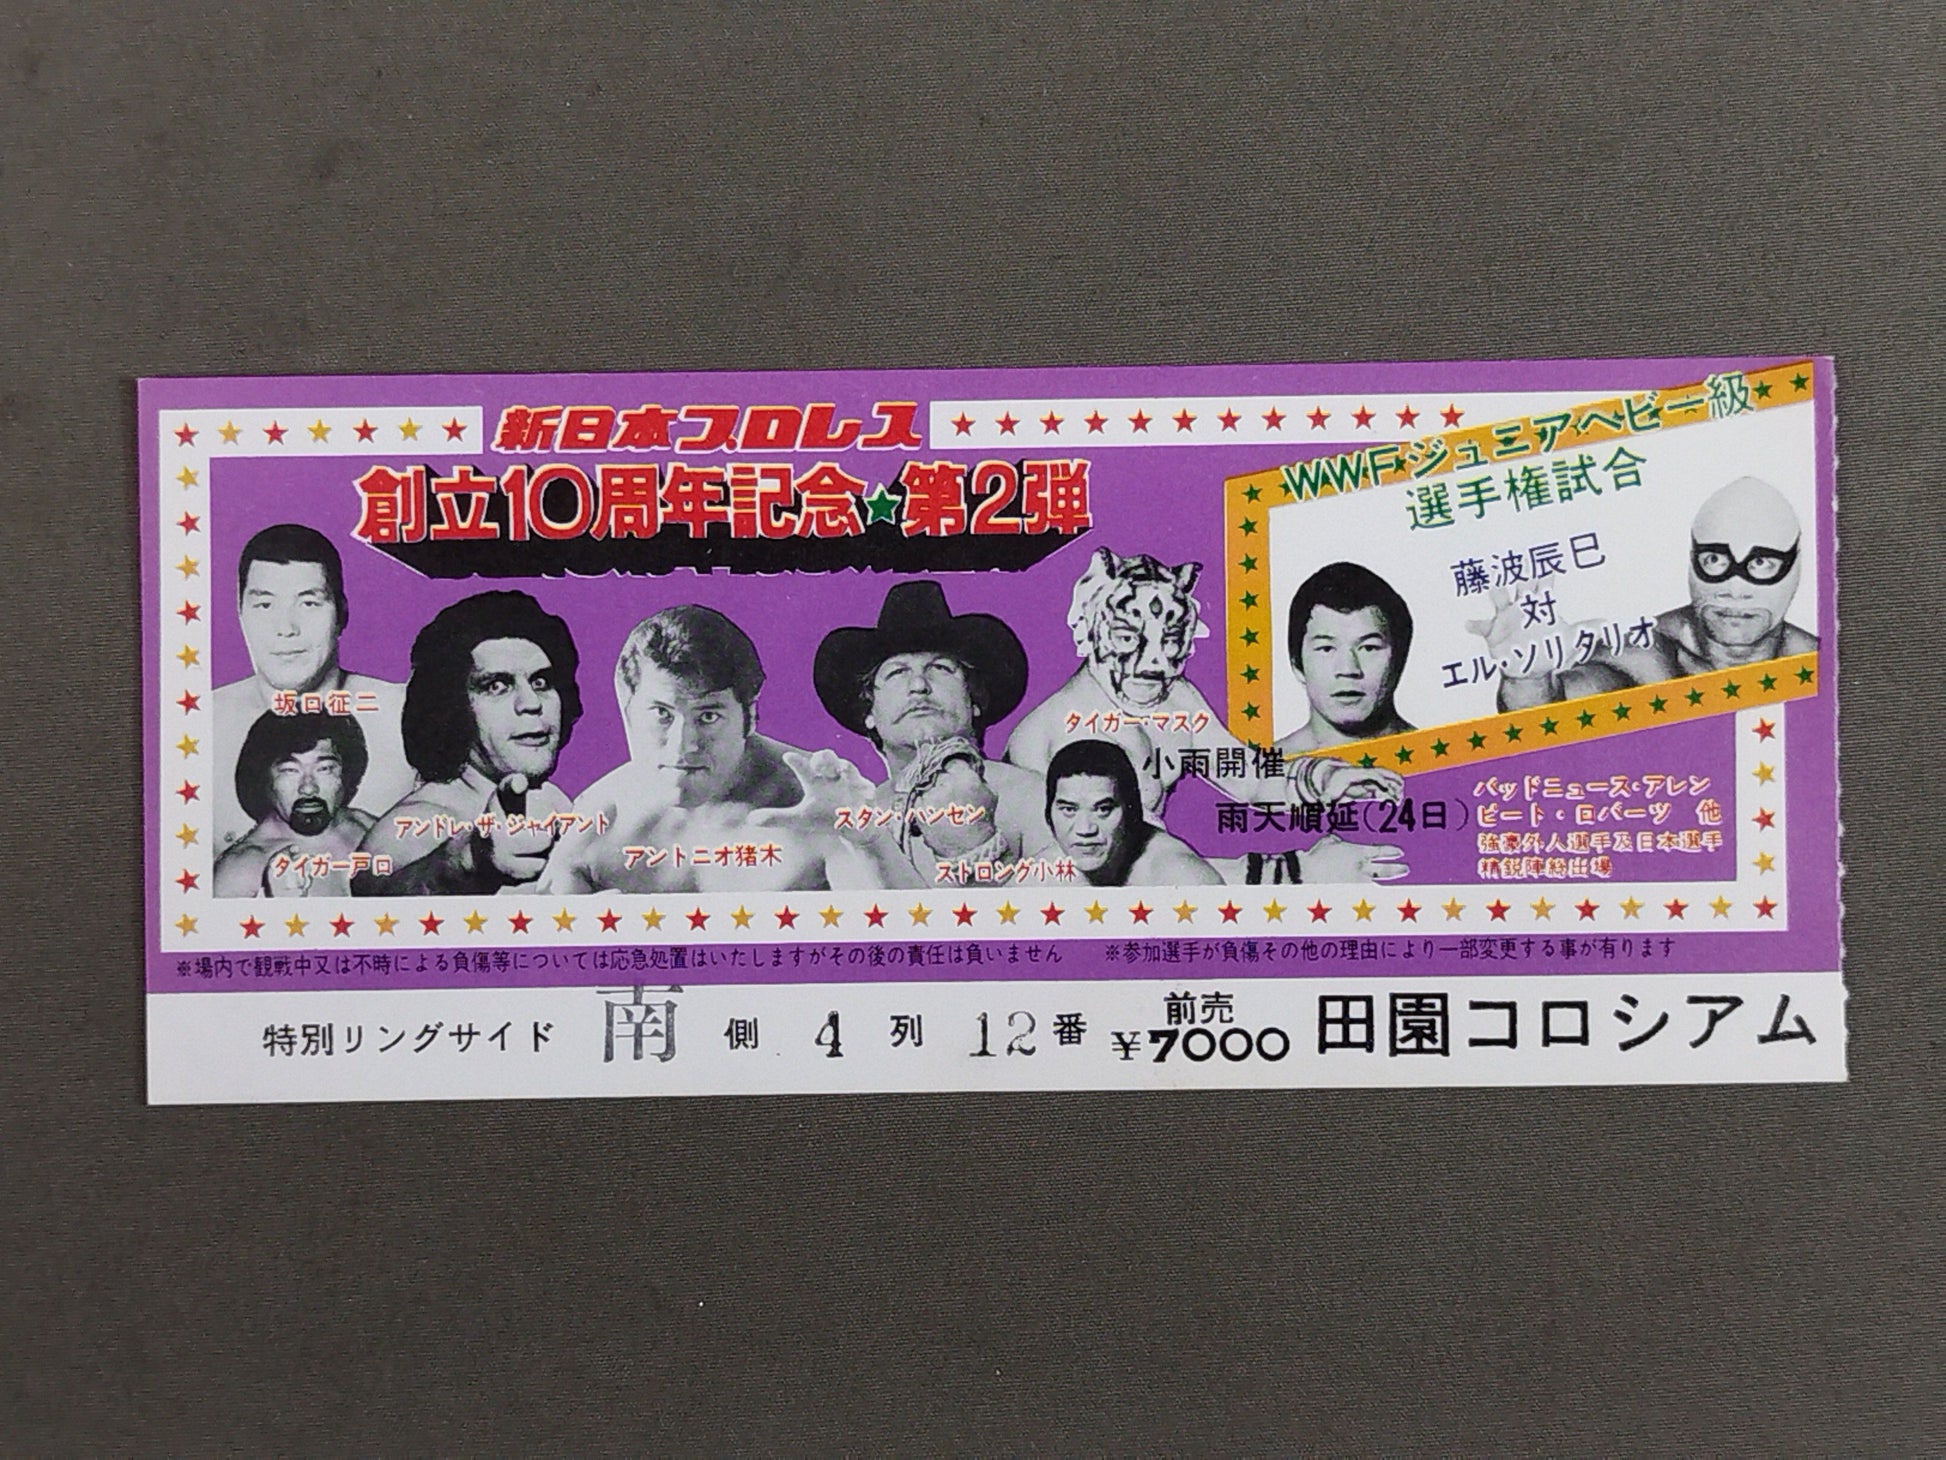 新日本プロレス
創立10周年記念★第2弾
WWFジュニアヘビー級
選手権試合
藤波辰巳
対
エル・ソリタリオ
坂口征二
アンドレ・ザ・ジャイアント
タイガー戸口
アントニオ猪木
スタン・ハンセン
ストロング小林
タイガー・マスク
小雨開催
雨天順延(24日)
バッドニュース・アレン
ピート・ロバーツ 他
強豪外人選手及日本選手
精鋭陣総出場
※場内で観戦中又は不時による負傷等については応急処置はいたしますがその後の責任は負いません ※参加選手が負傷その他の理由により一部変更する事が有ります
特別リングサイド 南 側 4 列 12 番 前売 ¥7000 田園コロシアム